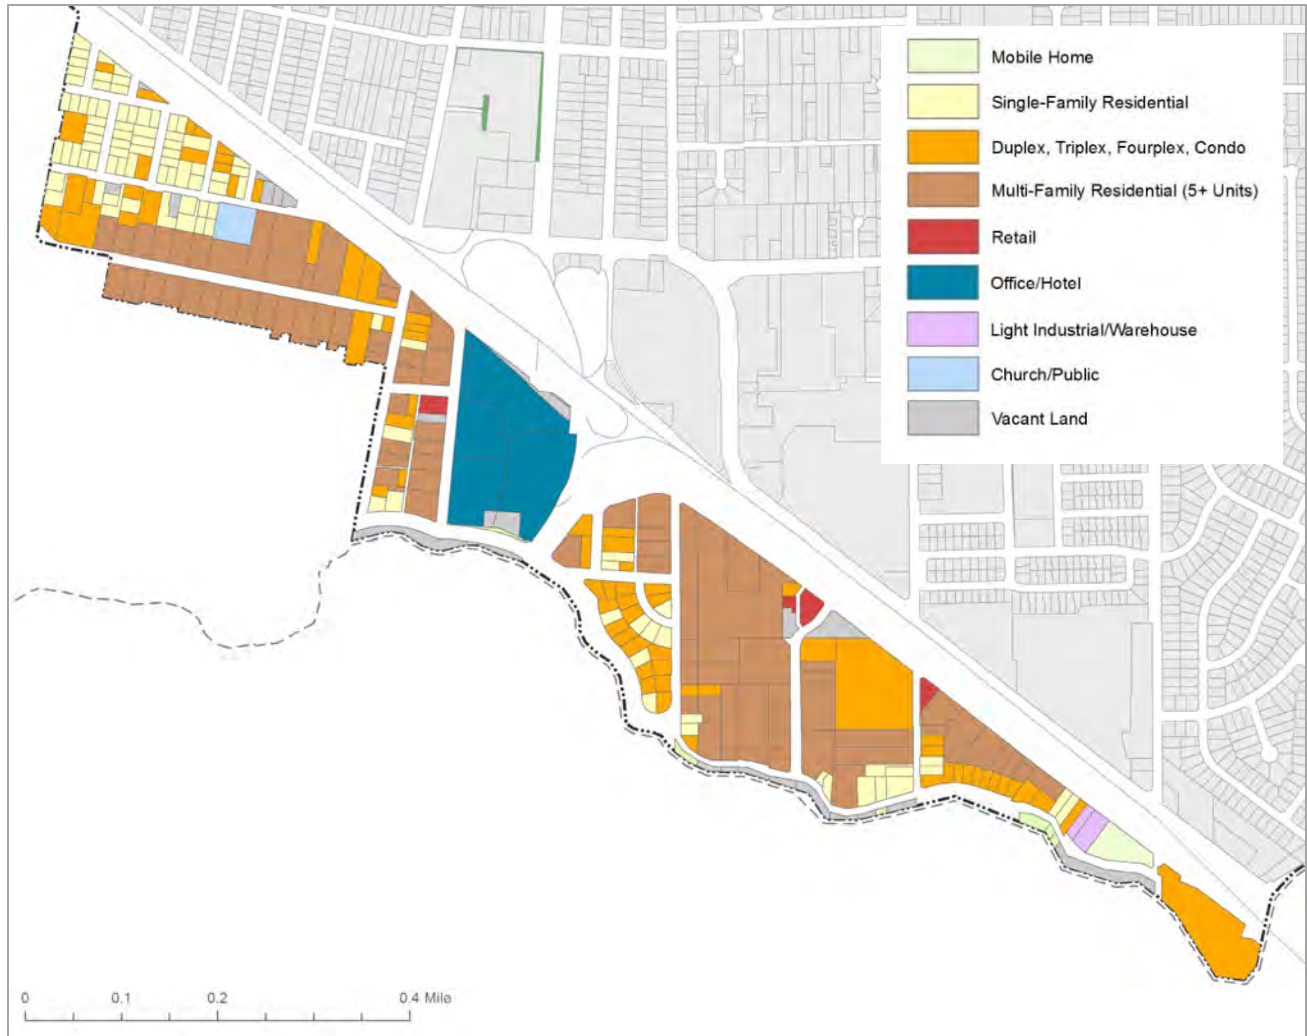 Mobile Home
Single-Family Residential
Duplex, Triplex, Fourplex, Condo
Multi-Family Residential (5+ Units)
Retail
Office/Hotel
Light Industrial/Warehouse
Church/Public
Vacant Land
0 0.1 0.2 0.4 Mile